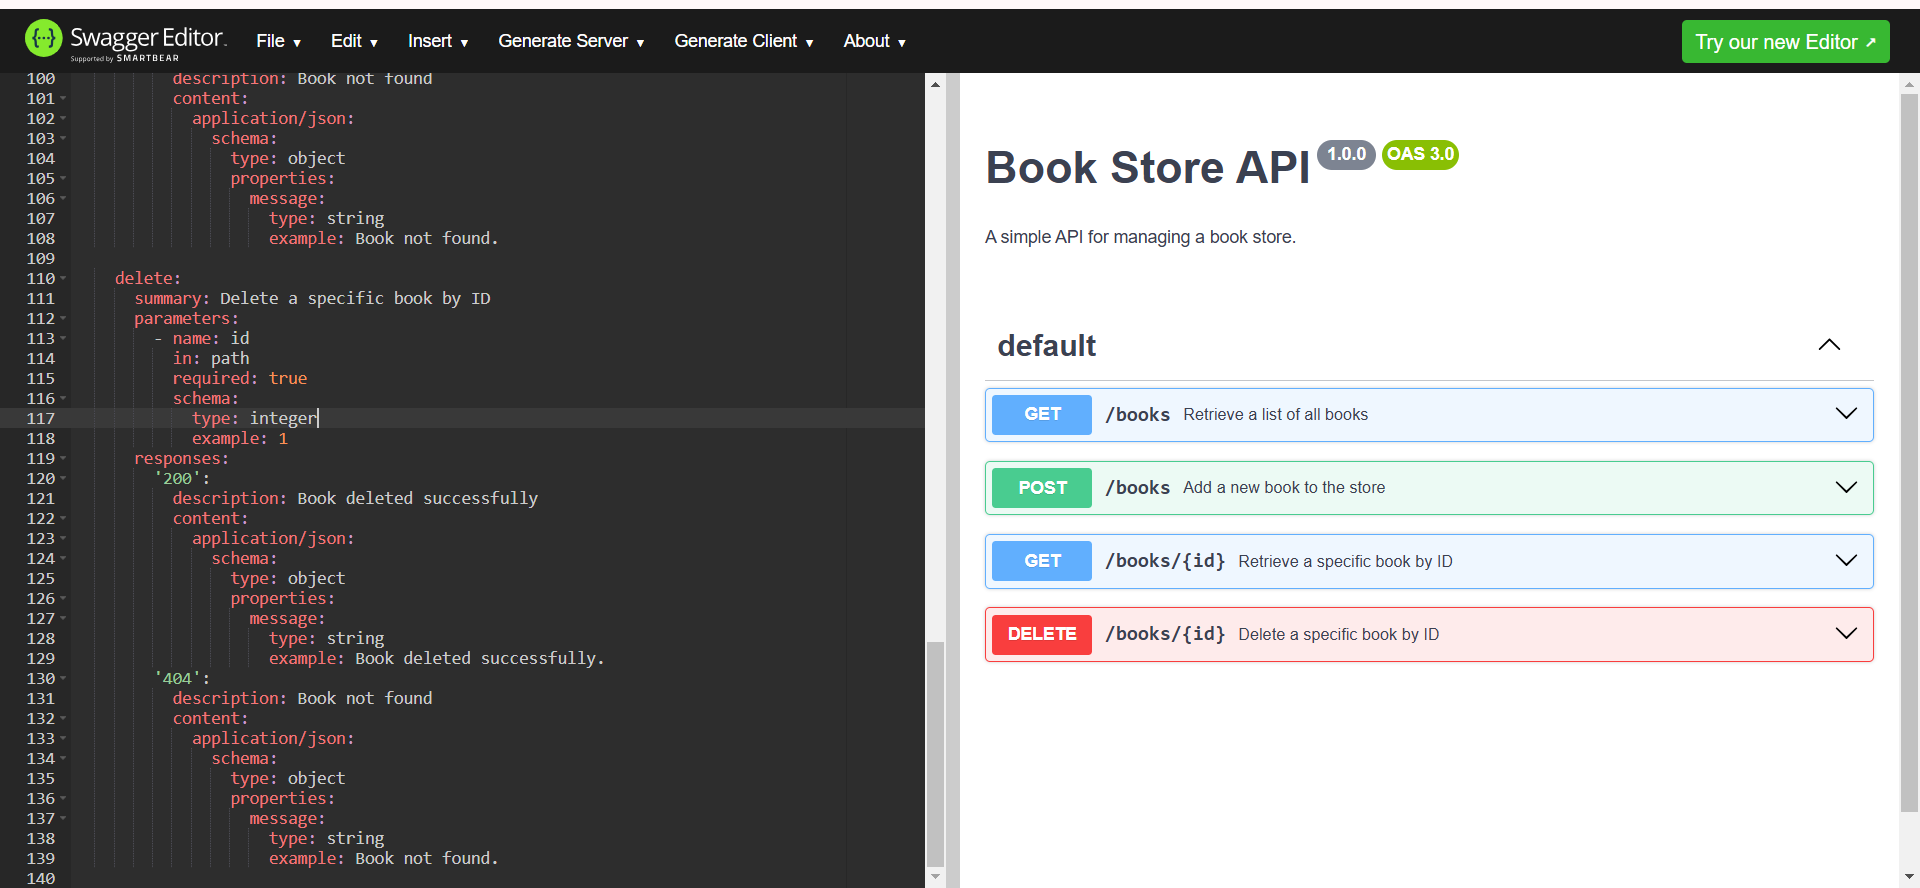 Swagger Editor.
Supported by SMARTBEAR
File ▾ Edit ▾ Insert ▾ Generate Server ▾ Generate Client ▾ About ▾
Try our new Editor ↗
100 description: Book not found
101 content:
102 application/json:
103 schema:
104 type: object
105 properties:
106 message:
107 type: string
108 example: Book not found.
109
110 delete:
111 summary: Delete a specific book by ID
112 parameters:
113 - name: id
114 in: path
115 required: true
116 schema:
117 type: integer
118 example: 1
119 responses:
120 '200':
121 description: Book deleted successfully
122 content:
123 application/json:
124 schema:
125 type: object
126 properties:
127 message:
128 type: string
129 example: Book deleted successfully.
130 '404':
131 description: Book not found
132 content:
133 application/json:
134 schema:
135 type: object
136 properties:
137 message:
138 type: string
139 example: Book not found.
140
Book Store API 1.0.0 OAS 3.0
A simple API for managing a book store.
default
GET /books Retrieve a list of all books
POST /books Add a new book to the store
GET /books/{id} Retrieve a specific book by ID
DELETE /books/{id} Delete a specific book by ID